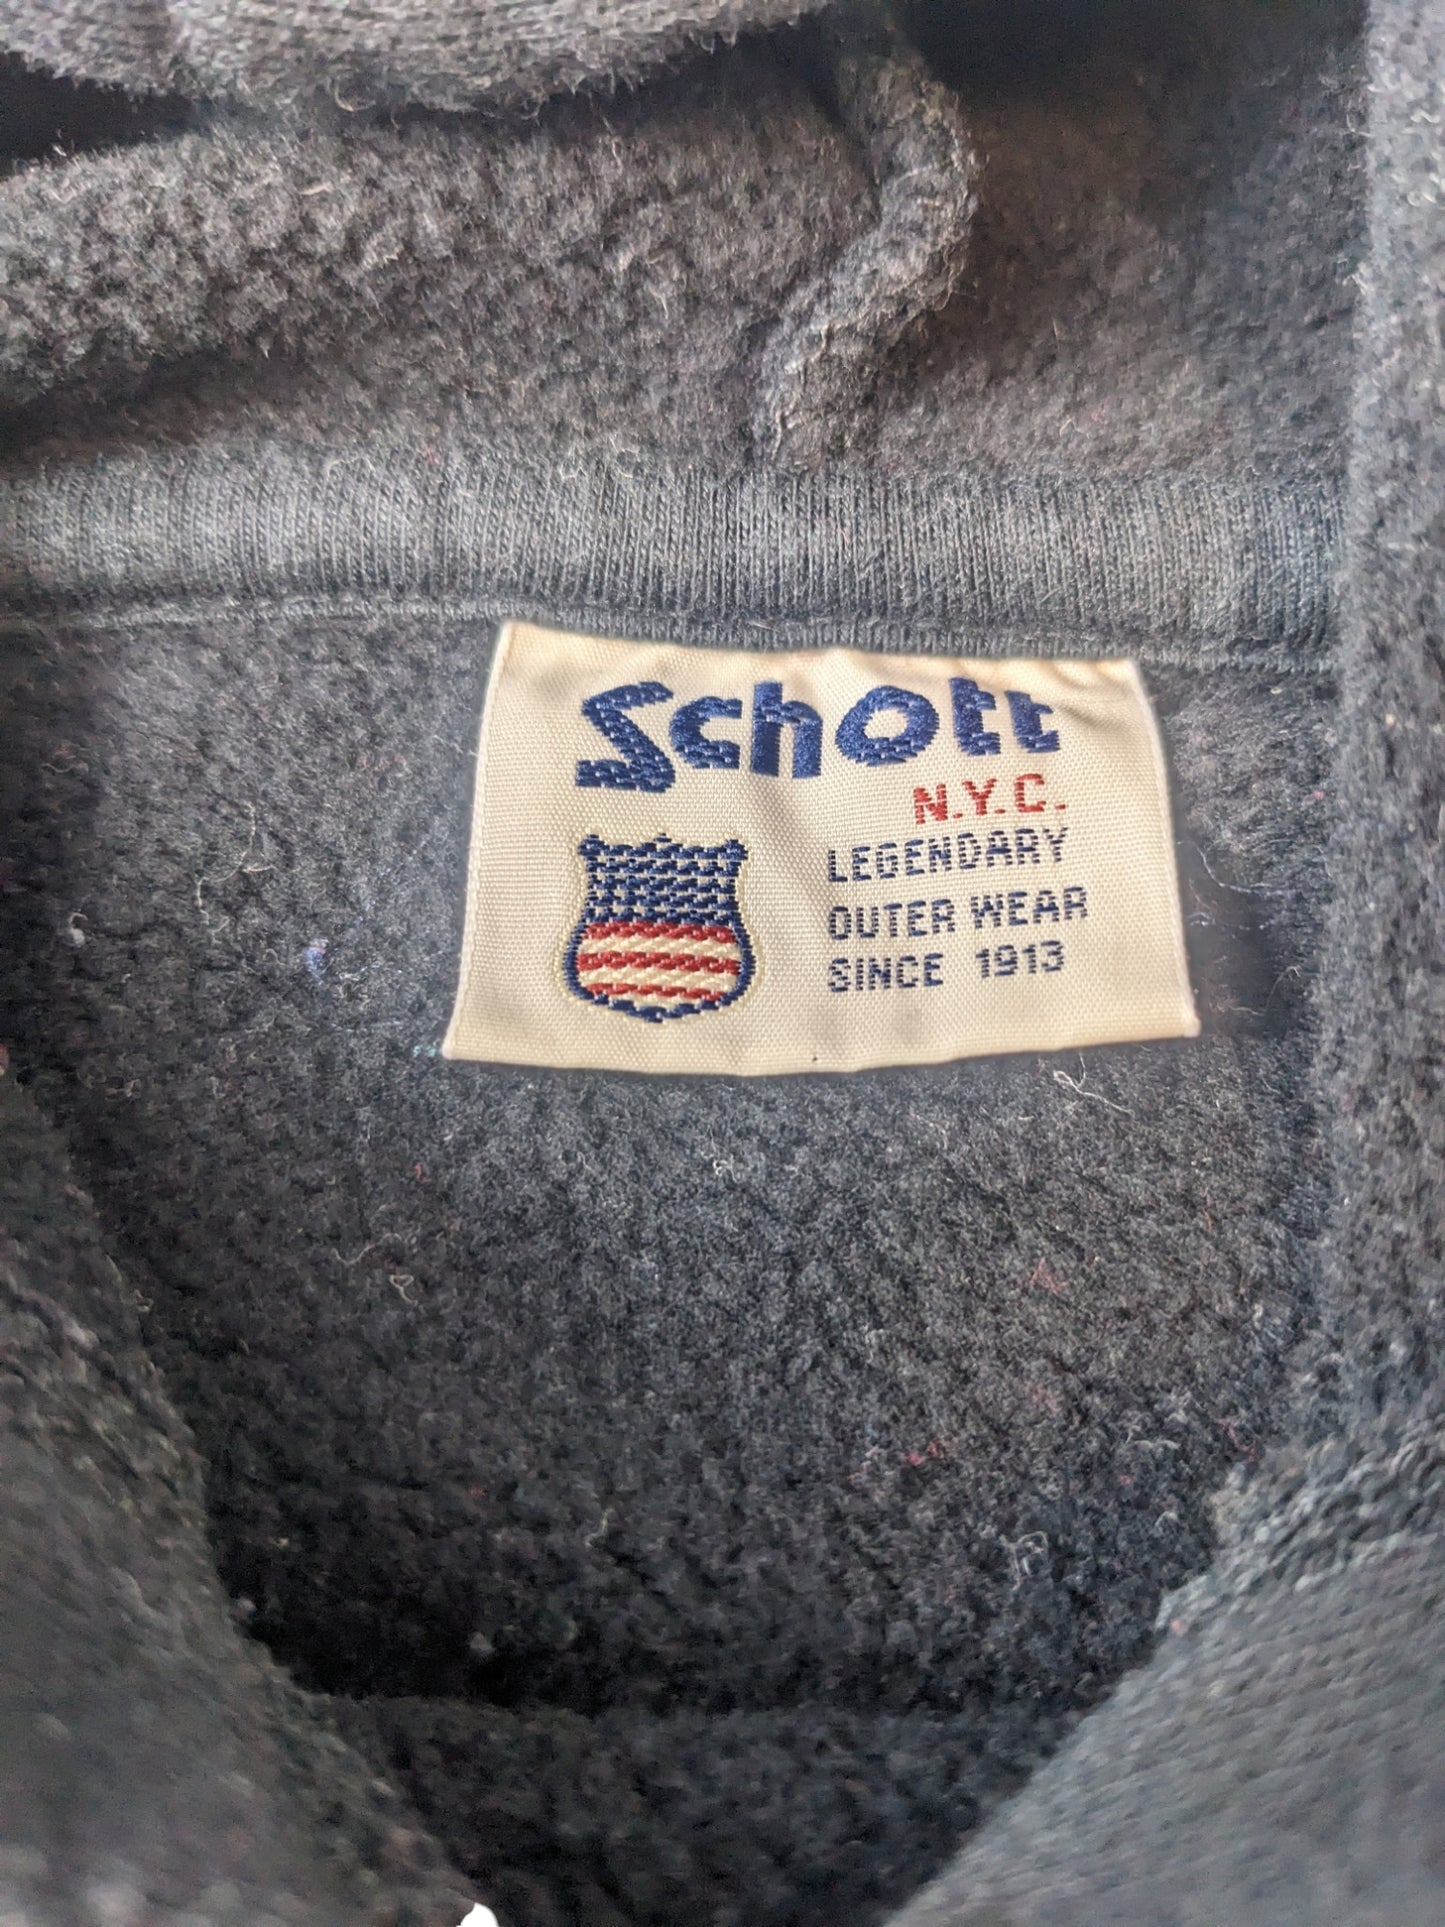 Schott
N.Y.C.
LEGENDARY
OUTER WEAR
SINCE 1913